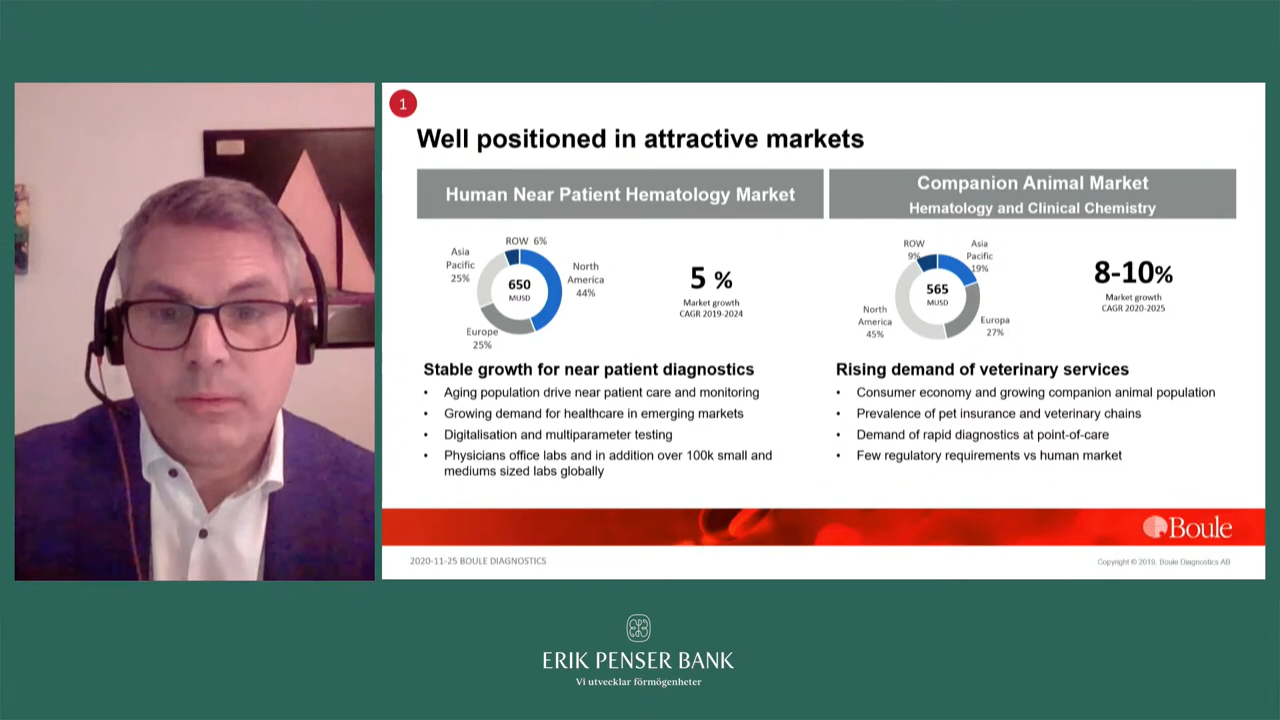 1
Well positioned in attractive markets
Human Near Patient Hematology Market
ROW 6%
Asia
Pacific
25%
North
America
44%
650
MUSD
Europe
25%
5 %
Market growth
CAGR 2019-2024
Stable growth for near patient diagnostics
• Aging population drive near patient care and monitoring
• Growing demand for healthcare in emerging markets
• Digitalisation and multiparameter testing
• Physicians office labs and in addition over 100k small and
mediums sized labs globally
Companion Animal Market
Hematology and Clinical Chemistry
ROW
9%
Asia
Pacific
19%
565
MUSD
North
America
45%
Europa
27%
8-10%
Market growth
CAGR 2020-2025
Rising demand of veterinary services
• Consumer economy and growing companion animal population
• Prevalence of pet insurance and veterinary chains
• Demand of rapid diagnostics at point-of-care
• Few regulatory requirements vs human market
Boule
2020-11-25 BOULE DIAGNOSTICS
Copyright © 2019, Boule Diagnostics AB
ERIK PENSER BANK
Vi utvecklar förmögenheter